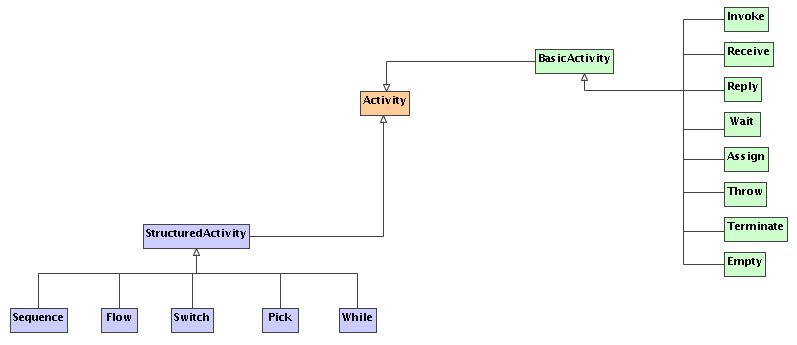 Invoke
BasicActivity
Receive
Reply
Activity
Wait
Assign
Throw
Terminate
StructuredActivity
Empty
Sequence
Flow
Switch
Pick
While